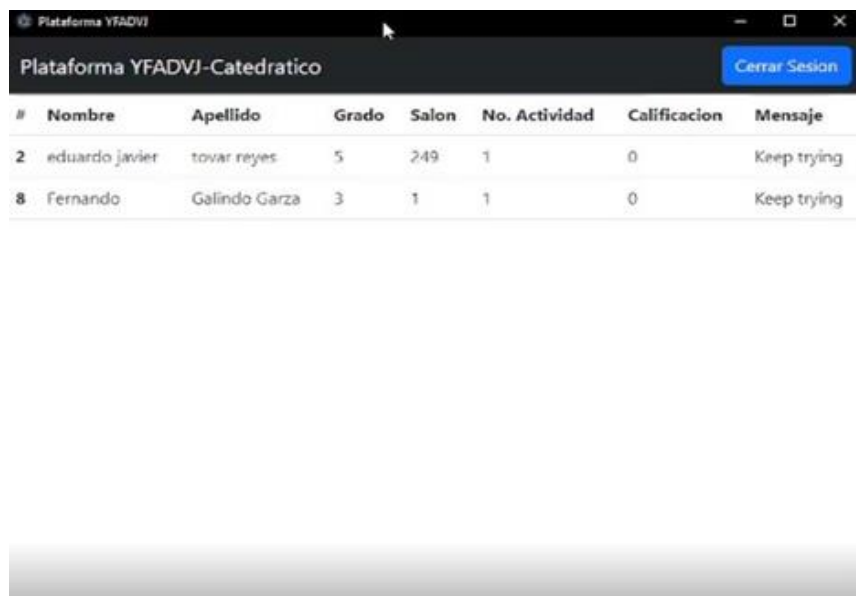 Plataforma YFADVJ
Plataforma YFADVJ-Catedratico Cerrar Sesion
# Nombre Apellido Grado Salon No. Actividad Calificacion Mensaje
2 eduardo javier tovar reyes 5 249 1 0 Keep trying
8 Fernando Galindo Garza 3 1 1 0 Keep trying